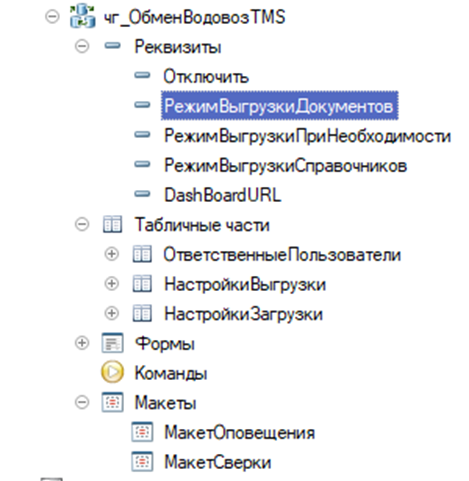 чг_ОбменВодовозTMS
Реквизиты
Отключить
РежимВыгрузкиДокументов
РежимВыгрузкиПриНеобходимости
РежимВыгрузкиСправочников
DashBoardURL
Табличные части
ОтветственныеПользователи
НастройкиВыгрузки
НастройкиЗагрузки
Формы
Команды
Макеты
МакетОповещения
МакетСверки